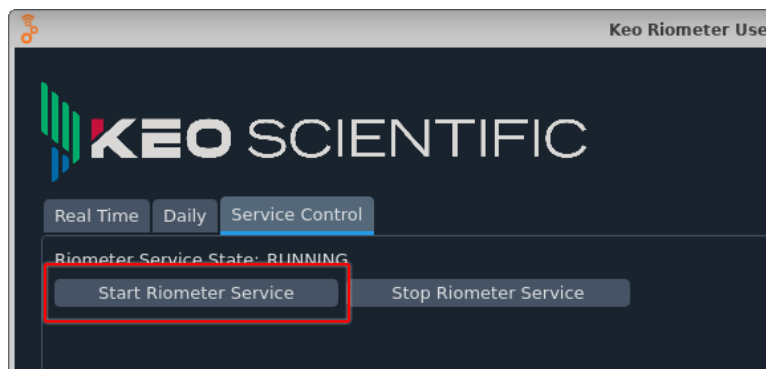 Keo Riometer Use
KEO SCIENTIFIC
Real Time Daily Service Control
Riometer Service State: RUNNING
Start Riometer Service Stop Riometer Service